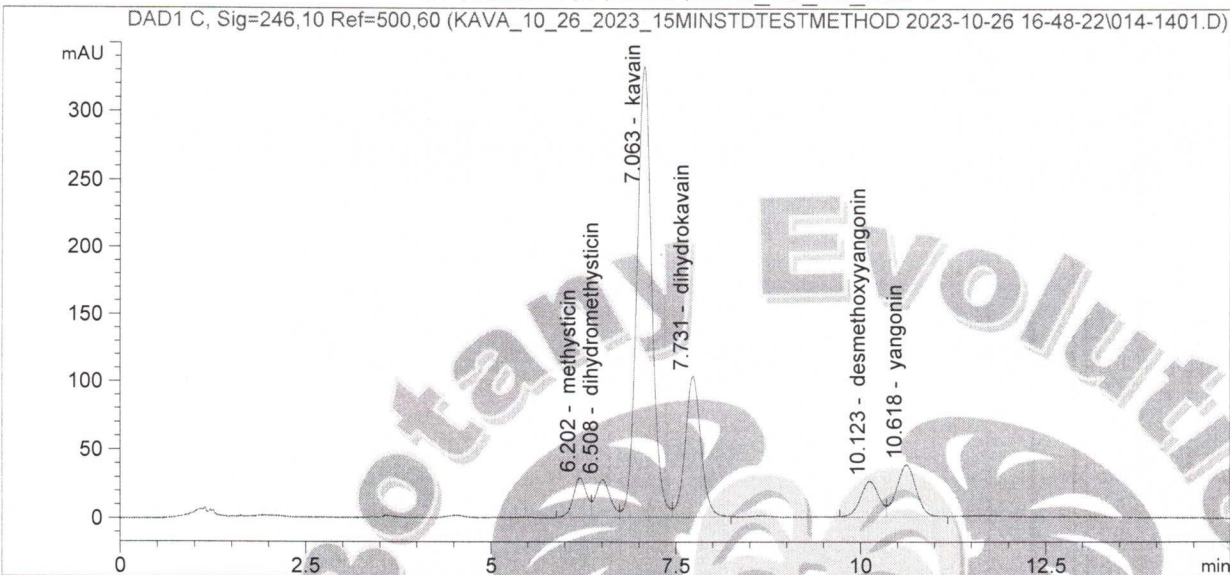 DAD1 C, Sig=246,10 Ref=500,60 (KAVA_10_26_2023_15MINSTDTESTMETHOD 2023-10-26 16-48-22\014-1401.D)
mAU
300
250
200
150
100
50
0
6.202 - methysticin
6.508 - dihydromethysticin
7.063 - kavain
7.731 - dihydrokavain
10.123 - desmethoxyyangonin
10.618 - yangonin
0 2.5 5 7.5 10 12.5 min
otany Evoluti